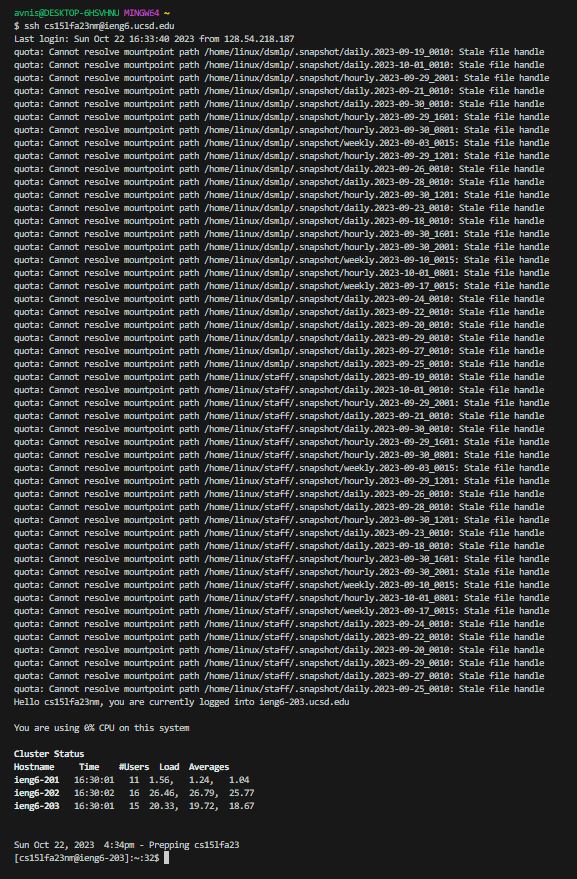 avnis@DESKTOP-6HSVHNU MINGW64 ~
$ ssh cs15lfa23nm@ieng6.ucsd.edu
Last login: Sun Oct 22 16:33:40 2023 from 128.54.218.187
quota: Cannot resolve mountpoint path /home/linux/dsmlp/.snapshot/daily.2023-09-19_0010: Stale file handle
quota: Cannot resolve mountpoint path /home/linux/dsmlp/.snapshot/daily.2023-10-01_0010: Stale file handle
quota: Cannot resolve mountpoint path /home/linux/dsmlp/.snapshot/hourly.2023-09-29_2001: Stale file handle
quota: Cannot resolve mountpoint path /home/linux/dsmlp/.snapshot/daily.2023-09-21_0010: Stale file handle
quota: Cannot resolve mountpoint path /home/linux/dsmlp/.snapshot/daily.2023-09-30_0010: Stale file handle
quota: Cannot resolve mountpoint path /home/linux/dsmlp/.snapshot/hourly.2023-09-29_1601: Stale file handle
quota: Cannot resolve mountpoint path /home/linux/dsmlp/.snapshot/hourly.2023-09-30_0801: Stale file handle
quota: Cannot resolve mountpoint path /home/linux/dsmlp/.snapshot/weekly.2023-09-03_0015: Stale file handle
quota: Cannot resolve mountpoint path /home/linux/dsmlp/.snapshot/hourly.2023-09-29_1201: Stale file handle
quota: Cannot resolve mountpoint path /home/linux/dsmlp/.snapshot/daily.2023-09-26_0010: Stale file handle
quota: Cannot resolve mountpoint path /home/linux/dsmlp/.snapshot/daily.2023-09-28_0010: Stale file handle
quota: Cannot resolve mountpoint path /home/linux/dsmlp/.snapshot/hourly.2023-09-30_1201: Stale file handle
quota: Cannot resolve mountpoint path /home/linux/dsmlp/.snapshot/daily.2023-09-23_0010: Stale file handle
quota: Cannot resolve mountpoint path /home/linux/dsmlp/.snapshot/daily.2023-09-18_0010: Stale file handle
quota: Cannot resolve mountpoint path /home/linux/dsmlp/.snapshot/hourly.2023-09-30_1601: Stale file handle
quota: Cannot resolve mountpoint path /home/linux/dsmlp/.snapshot/hourly.2023-09-30_2001: Stale file handle
quota: Cannot resolve mountpoint path /home/linux/dsmlp/.snapshot/weekly.2023-09-10_0015: Stale file handle
quota: Cannot resolve mountpoint path /home/linux/dsmlp/.snapshot/hourly.2023-10-01_0801: Stale file handle
quota: Cannot resolve mountpoint path /home/linux/dsmlp/.snapshot/weekly.2023-09-17_0015: Stale file handle
quota: Cannot resolve mountpoint path /home/linux/dsmlp/.snapshot/daily.2023-09-24_0010: Stale file handle
quota: Cannot resolve mountpoint path /home/linux/dsmlp/.snapshot/daily.2023-09-22_0010: Stale file handle
quota: Cannot resolve mountpoint path /home/linux/dsmlp/.snapshot/daily.2023-09-20_0010: Stale file handle
quota: Cannot resolve mountpoint path /home/linux/dsmlp/.snapshot/daily.2023-09-29_0010: Stale file handle
quota: Cannot resolve mountpoint path /home/linux/dsmlp/.snapshot/daily.2023-09-27_0010: Stale file handle
quota: Cannot resolve mountpoint path /home/linux/dsmlp/.snapshot/daily.2023-09-25_0010: Stale file handle
quota: Cannot resolve mountpoint path /home/linux/staff/.snapshot/daily.2023-09-19_0010: Stale file handle
quota: Cannot resolve mountpoint path /home/linux/staff/.snapshot/daily.2023-10-01_0010: Stale file handle
quota: Cannot resolve mountpoint path /home/linux/staff/.snapshot/hourly.2023-09-29_2001: Stale file handle
quota: Cannot resolve mountpoint path /home/linux/staff/.snapshot/daily.2023-09-21_0010: Stale file handle
quota: Cannot resolve mountpoint path /home/linux/staff/.snapshot/daily.2023-09-30_0010: Stale file handle
quota: Cannot resolve mountpoint path /home/linux/staff/.snapshot/hourly.2023-09-29_1601: Stale file handle
quota: Cannot resolve mountpoint path /home/linux/staff/.snapshot/hourly.2023-09-30_0801: Stale file handle
quota: Cannot resolve mountpoint path /home/linux/staff/.snapshot/weekly.2023-09-03_0015: Stale file handle
quota: Cannot resolve mountpoint path /home/linux/staff/.snapshot/hourly.2023-09-29_1201: Stale file handle
quota: Cannot resolve mountpoint path /home/linux/staff/.snapshot/daily.2023-09-26_0010: Stale file handle
quota: Cannot resolve mountpoint path /home/linux/staff/.snapshot/daily.2023-09-28_0010: Stale file handle
quota: Cannot resolve mountpoint path /home/linux/staff/.snapshot/hourly.2023-09-30_1201: Stale file handle
quota: Cannot resolve mountpoint path /home/linux/staff/.snapshot/daily.2023-09-23_0010: Stale file handle
quota: Cannot resolve mountpoint path /home/linux/staff/.snapshot/daily.2023-09-18_0010: Stale file handle
quota: Cannot resolve mountpoint path /home/linux/staff/.snapshot/hourly.2023-09-30_1601: Stale file handle
quota: Cannot resolve mountpoint path /home/linux/staff/.snapshot/hourly.2023-09-30_2001: Stale file handle
quota: Cannot resolve mountpoint path /home/linux/staff/.snapshot/weekly.2023-09-10_0015: Stale file handle
quota: Cannot resolve mountpoint path /home/linux/staff/.snapshot/hourly.2023-10-01_0801: Stale file handle
quota: Cannot resolve mountpoint path /home/linux/staff/.snapshot/weekly.2023-09-17_0015: Stale file handle
quota: Cannot resolve mountpoint path /home/linux/staff/.snapshot/daily.2023-09-24_0010: Stale file handle
quota: Cannot resolve mountpoint path /home/linux/staff/.snapshot/daily.2023-09-22_0010: Stale file handle
quota: Cannot resolve mountpoint path /home/linux/staff/.snapshot/daily.2023-09-20_0010: Stale file handle
quota: Cannot resolve mountpoint path /home/linux/staff/.snapshot/daily.2023-09-29_0010: Stale file handle
quota: Cannot resolve mountpoint path /home/linux/staff/.snapshot/daily.2023-09-27_0010: Stale file handle
quota: Cannot resolve mountpoint path /home/linux/staff/.snapshot/daily.2023-09-25_0010: Stale file handle
Hello cs15lfa23nm, you are currently logged into ieng6-203.ucsd.edu
You are using 0% CPU on this system
Cluster Status
Hostname Time #Users Load Averages
ieng6-201 16:30:01 11 1.56, 1.24, 1.04
ieng6-202 16:30:02 16 26.46, 26.79, 25.77
ieng6-203 16:30:01 15 20.33, 19.72, 18.67
Sun Oct 22, 2023 4:34pm - Prepping cs15lfa23
[cs15lfa23nm@ieng6-203]:~:32$